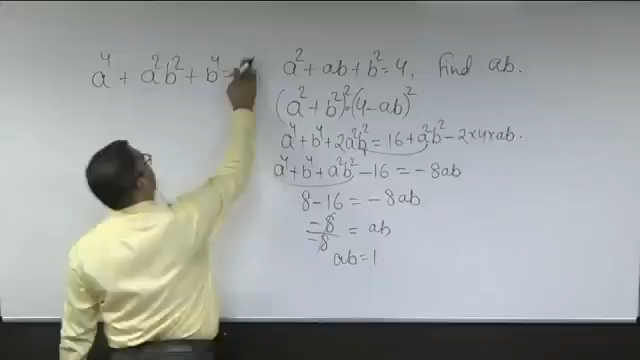 a⁴ + a²b² + b⁴ = a² + ab + b² = 4, find ab.
(a² + b²)² = (4 - ab)²
a⁴ + b⁴ + 2a²b² = 16 + a²b² - 2×4×ab.
a⁴ + b⁴ + a²b² - 16 = -8ab
8 - 16 = -8ab
-8/-8 = ab
ab = 1.